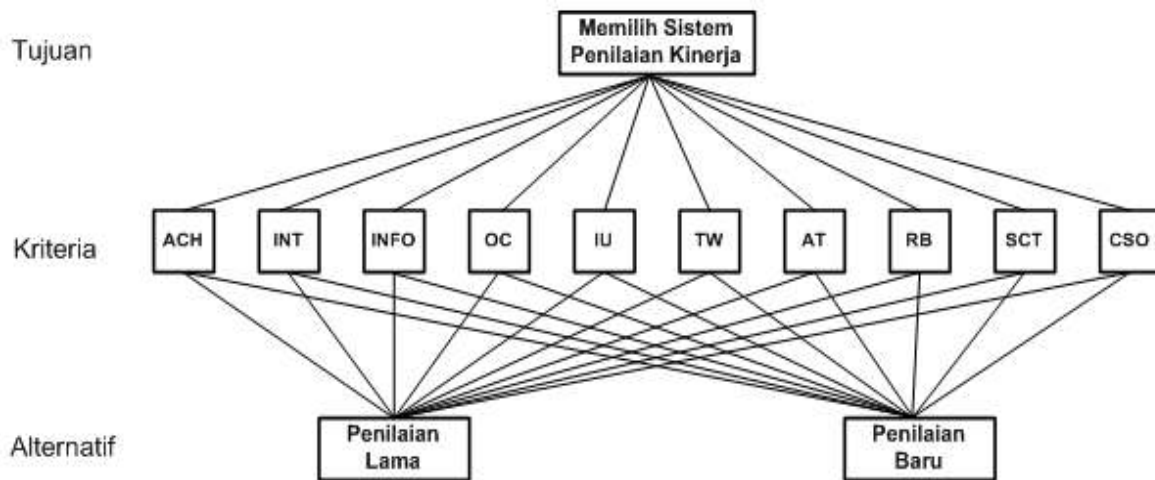 Tujuan
Memilih Sistem
Penilaian Kinerja
Kriteria
ACH
INT
INFO
OC
IU
TW
AT
RB
SCT
CSO
Alternatif
Penilaian
Lama
Penilaian
Baru